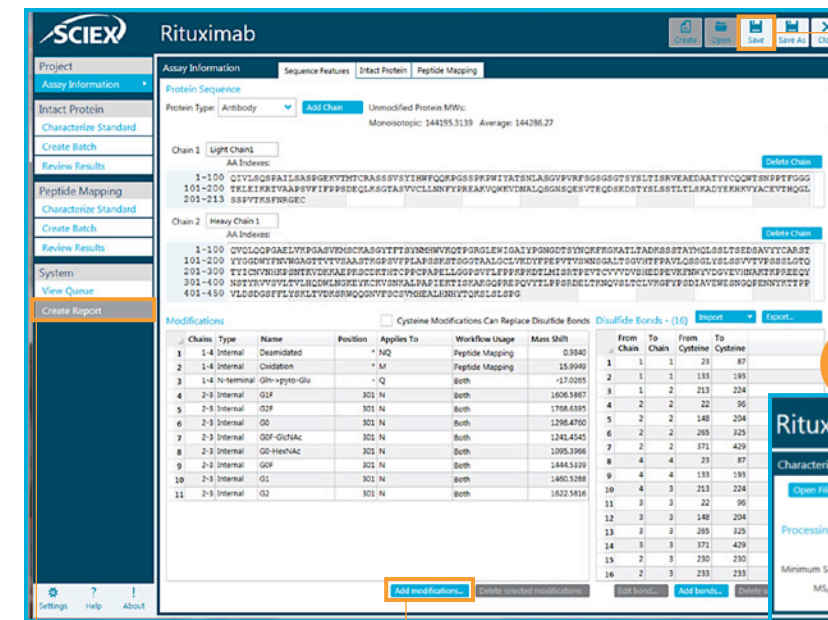 SCIEX
Rituximab
Create Open Save Save As
Project
Assay Information
Intact Protein
Characterize Standard
Create Batch
Review Results
Peptide Mapping
Characterize Standard
Create Batch
Review Results
System
View Queue
Create Report
Settings Help About
Assay Information Sequence Features Intact Protein Peptide Mapping
Protein Sequence
Protein Type: Antibody Add Chain Unmodified Protein MWs:
Monoisotopic: 144195.3139 Average: 144286.27
Chain 1 Light Chain1
AA Indexes: Delete Chain
1-100 QIVLSQSPAILSASPGEKVTMTCRASSSVSYIHWFQQKPGSSPKPWIYATSNLASGVPVRFSGSGSGTSYSLTISRVEAEDAATYYCQQWTSNPPTFGGG
101-200 TKLEIKRTVAAPSVFIFPPSDEQLKSGTASVVCLLNNFYPREAKVQWKVDNALQSGNSQESVTEQDSKDSTYSLSSTLTLSKADYEKHKVYACEVTHQGL
201-213 SSPVTKSFNRGEC
Chain 2 Heavy Chain 1
AA Indexes: Delete Chain
1-100 QVQLQQPGAELVKPGASVKMSCKASGYTFTSYNMHWVKQTPGRGLEWIGAIYPGNGDTSYNQKFKGKATLTADKSSSTAYMQLSSLTSEDSAVYYCARST
101-200 YYGGDWYFNVWGAGTTVTVSAASTKGPSVFPLAPSSKSTSGGTAALGCLVKDYFPEPVTVSWNSGALTSGVHTFPAVLQSSGLYSLSSVVTVPSSSLGTQ
201-300 TYICNVNHKPSNTKVDKKAEPKSCDKTHTCPPCPAPELLGGPSVFLFPPKPKDTLMISRTPEVTCVVVDVSHEDPEVKFNWYVDGVEVHNAKTKPREEQY
301-400 NSTYRVVSVLTVLHQDWLNGKEYKCKVSNKALPAPIEKTISKAKGQPREPQVYTLPPSRDELTKNQVSLTCLVKGFYPSDIAVEWESNGQPENNYKTTPP
401-450 VLDSDGSFFLYSKLTVDKSRWQQGNVFSCSVMHEALHNHYTQKSLSLSPG
Modifications Cysteine Modifications Can Replace Disulfide Bonds
Chains Type Name Position Applies To Workflow Usage Mass Shift
1 1-4 Internal Deamidated * NQ Peptide Mapping 0.9840
2 1-4 Internal Oxidation * M Peptide Mapping 15.9949
3 1-4 N-terminal Gln->pyro-Glu - Q Both -17.0265
4 2-3 Internal G1F 301 N Both 1606.5867
5 2-3 Internal G2F 301 N Both 1768.6395
6 2-3 Internal G0 301 N Both 1298.4760
7 2-3 Internal G0F-GlcNAc 301 N Both 1241.4545
8 2-3 Internal G0-HexNAc 301 N Both 1095.3966
9 2-3 Internal G0F 301 N Both 1444.5339
10 2-3 Internal G1 301 N Both 1460.5288
11 2-3 Internal G2 301 N Both 1622.5816
Add modifications... Delete selected modifications
Disulfide Bonds - (16) Import Export...
From Chain To Chain From Cysteine To Cysteine
1 1 1 23 87
2 1 1 133 193
3 1 2 213 224
4 2 2 22 96
5 2 2 148 204
6 2 2 265 325
7 2 2 371 429
8 4 4 23 87
9 4 4 133 193
10 4 3 213 224
11 3 3 22 96
12 3 3 148 204
13 3 3 265 325
14 3 3 371 429
15 2 3 230 230
16 2 3 233 233
Edit bond... Add bonds...
Ritux
Characteri
Open Fil
Processin
Minimum S
MS,